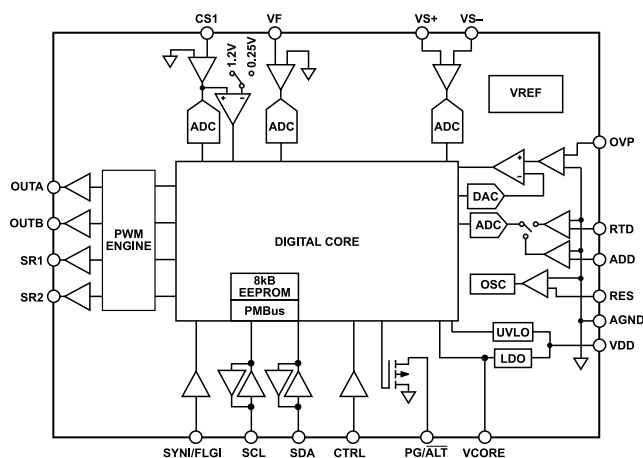 CS1
VF
VS+
VS–
1.2V
0.25V
+
–
VREF
ADC
ADC
ADC
OVP
+
–
DAC
OUTA
OUTB
SR1
SR2
PWM
ENGINE
DIGITAL CORE
ADC
RTD
ADD
8kB
EEPROM
PMBus
OSC
RES
AGND
UVLO
VDD
LDO
SYNI/FLGI
SCL
SDA
CTRL
PG/ALT
VCORE